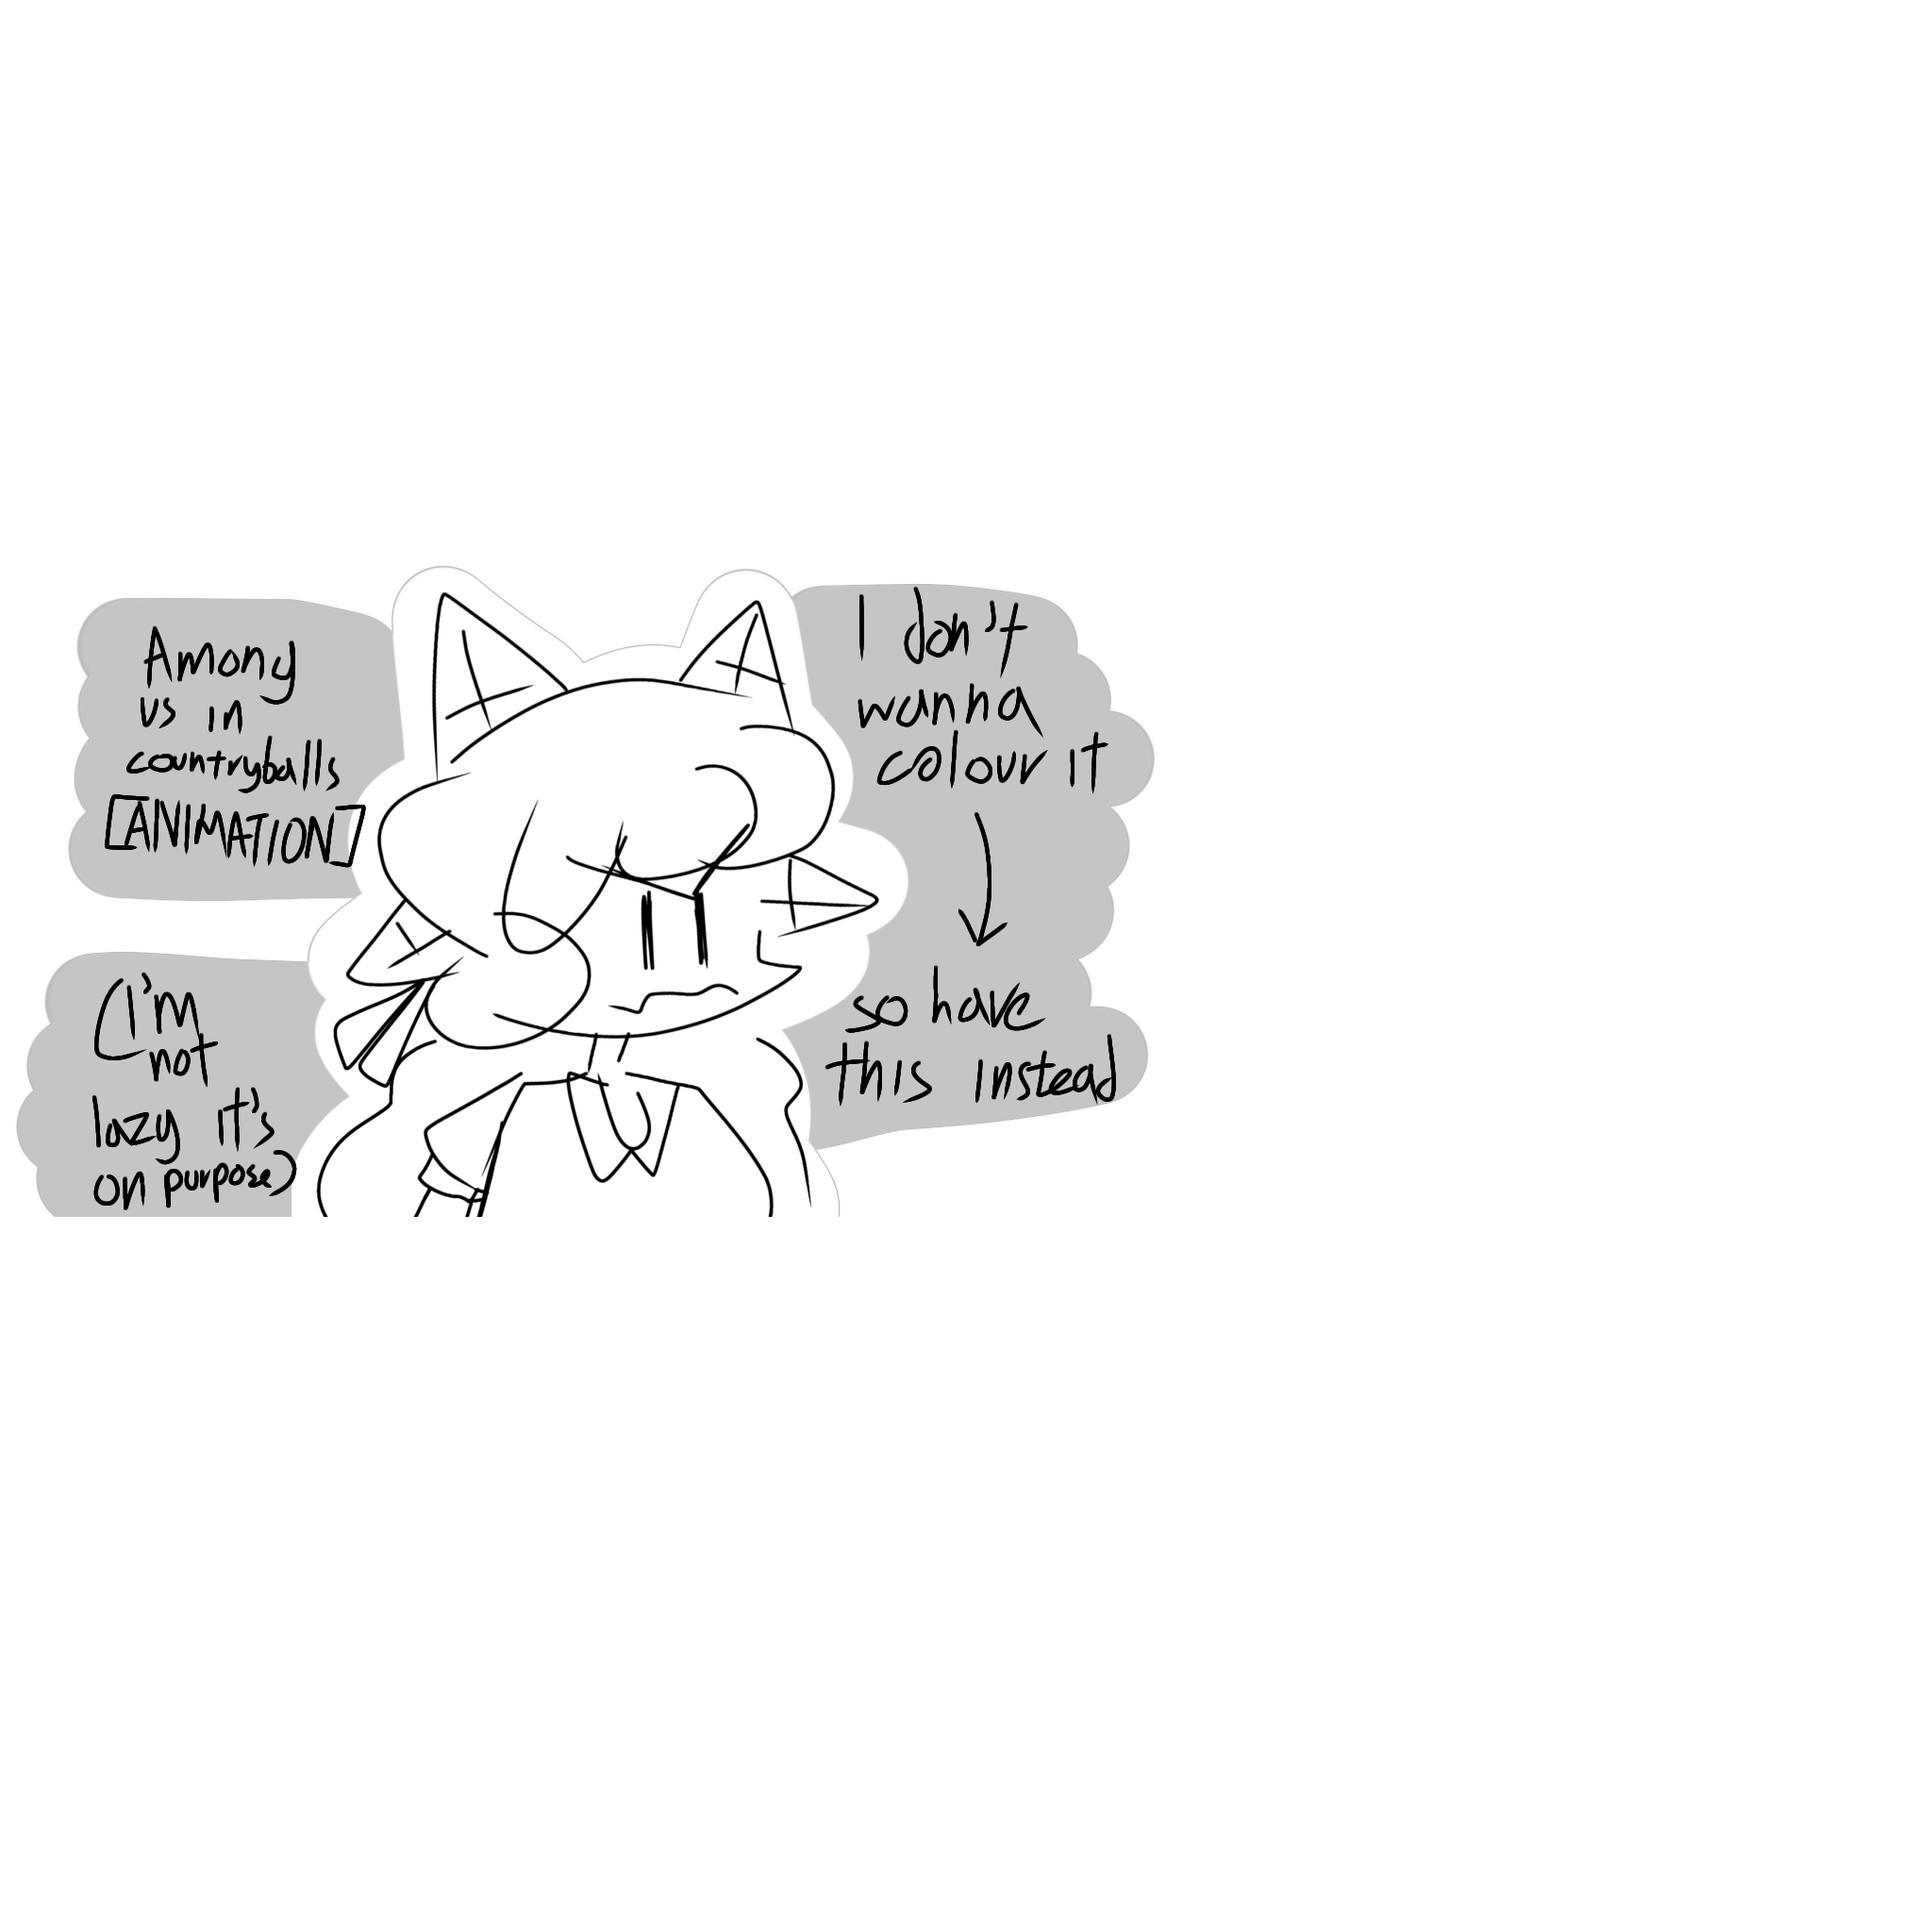 Among
us in
countryballs
[ANIMATION]
I don't
wanna
colour it
so have
this instead
(I'm
not
lazy it's
on purpose)